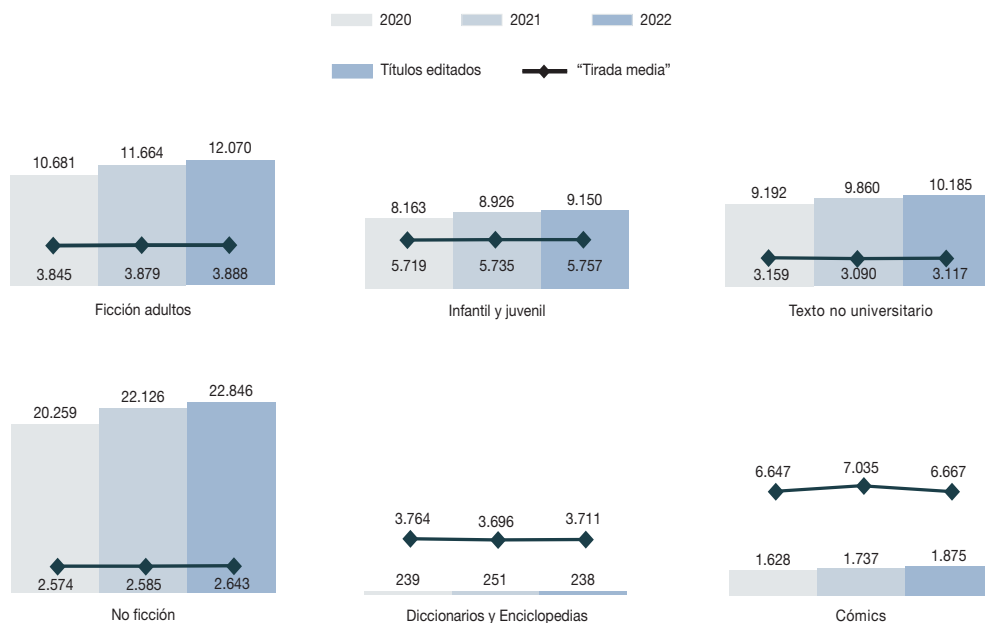 2020 2021 2022
Títulos editados “Tirada media”
10.681 11.664 12.070
3.845 3.879 3.888
Ficción adultos
8.163 8.926 9.150
5.719 5.735 5.757
Infantil y juvenil
9.192 9.860 10.185
3.159 3.090 3.117
Texto no universitario
20.259 22.126 22.846
2.574 2.585 2.643
No ficción
3.764 3.696 3.711
239 251 238
Diccionarios y Enciclopedias
6.647 7.035 6.667
1.628 1.737 1.875
Cómics